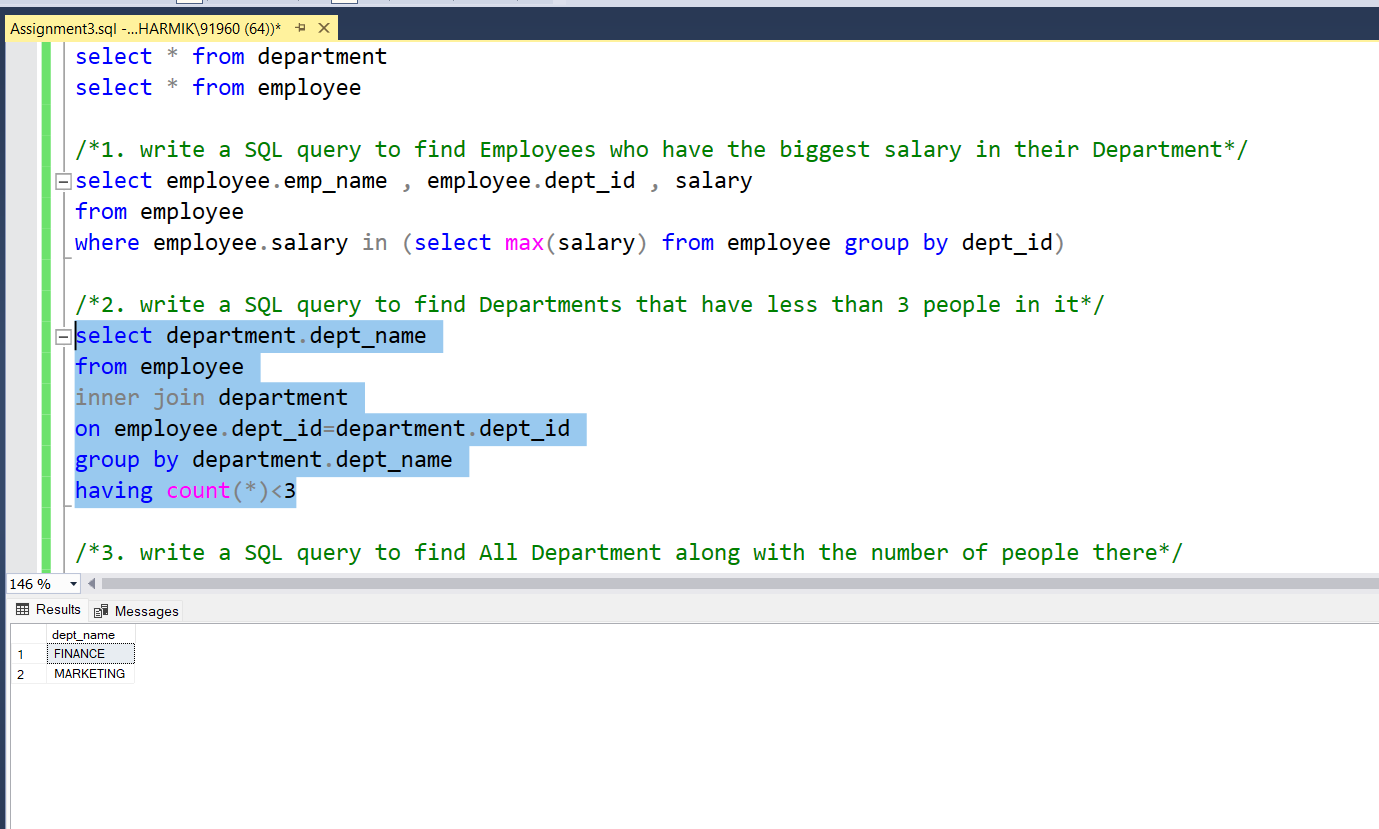 Assignment3.sql -...HARMIK\91960 (64))*
select * from department
select * from employee
/*1. write a SQL query to find Employees who have the biggest salary in their Department*/
select employee.emp_name , employee.dept_id , salary
from employee
where employee.salary in (select max(salary) from employee group by dept_id)
/*2. write a SQL query to find Departments that have less than 3 people in it*/
select department.dept_name
from employee
inner join department
on employee.dept_id=department.dept_id
group by department.dept_name
having count(*)<3
/*3. write a SQL query to find All Department along with the number of people there*/
146 %
Results Messages
dept_name
1 FINANCE
2 MARKETING